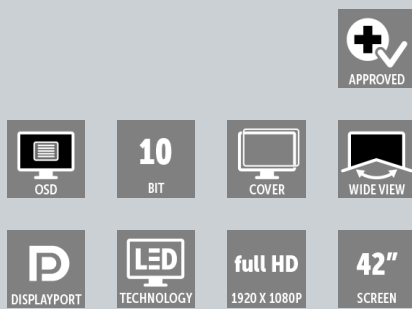 APPROVED
OSD
10
BIT
COVER
WIDE VIEW
DISPLAYPORT
LED
TECHNOLOGY
full HD
1920 X 1080P
42"
SCREEN